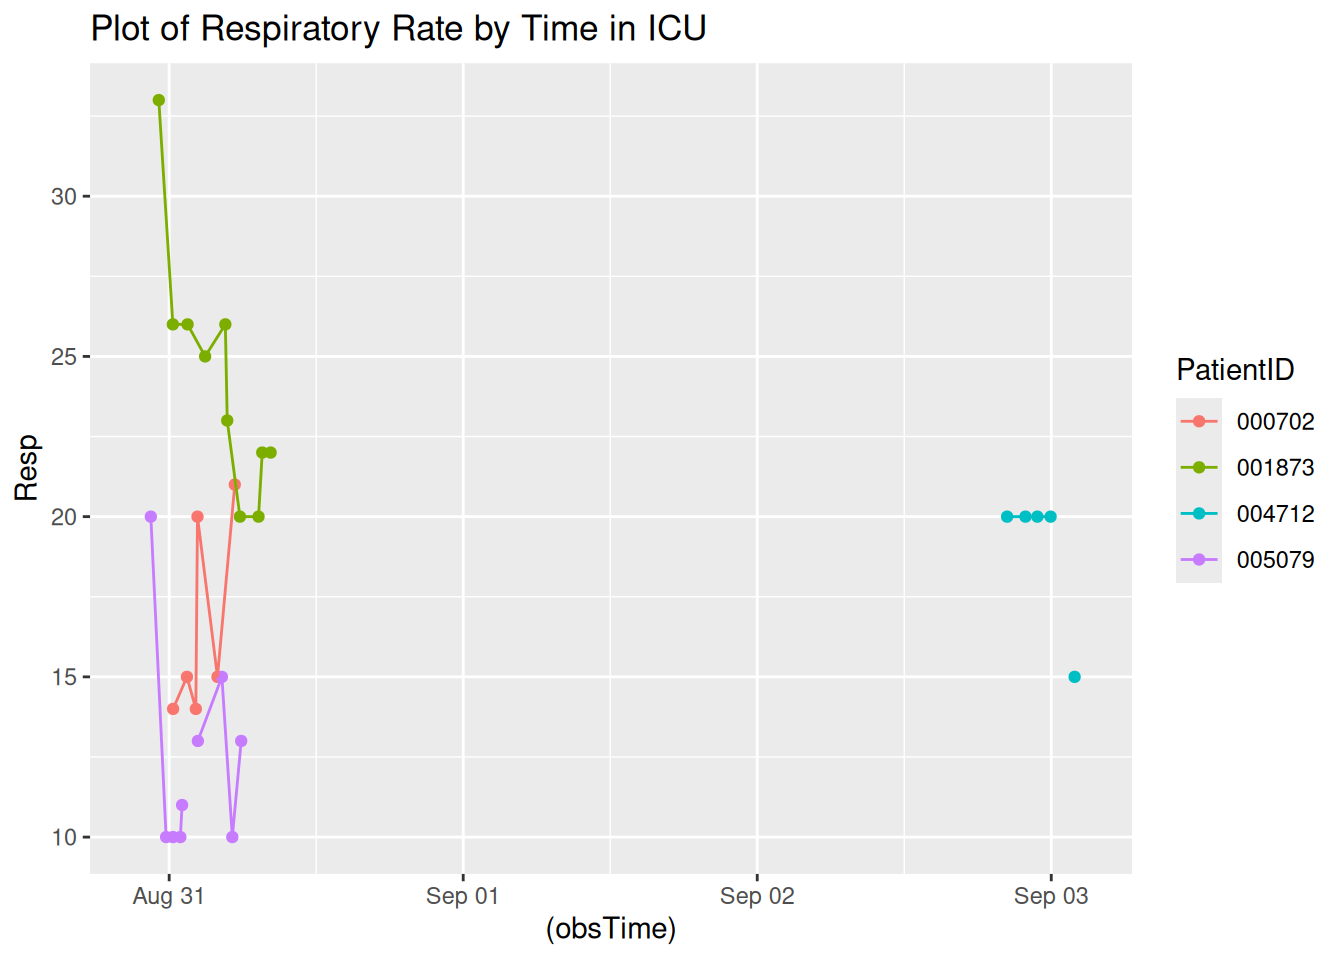 Plot of Respiratory Rate by Time in ICU
Resp
30
25
20
15
10
Aug 31
Sep 01
Sep 02
Sep 03
(obsTime)
PatientID
000702
001873
004712
005079